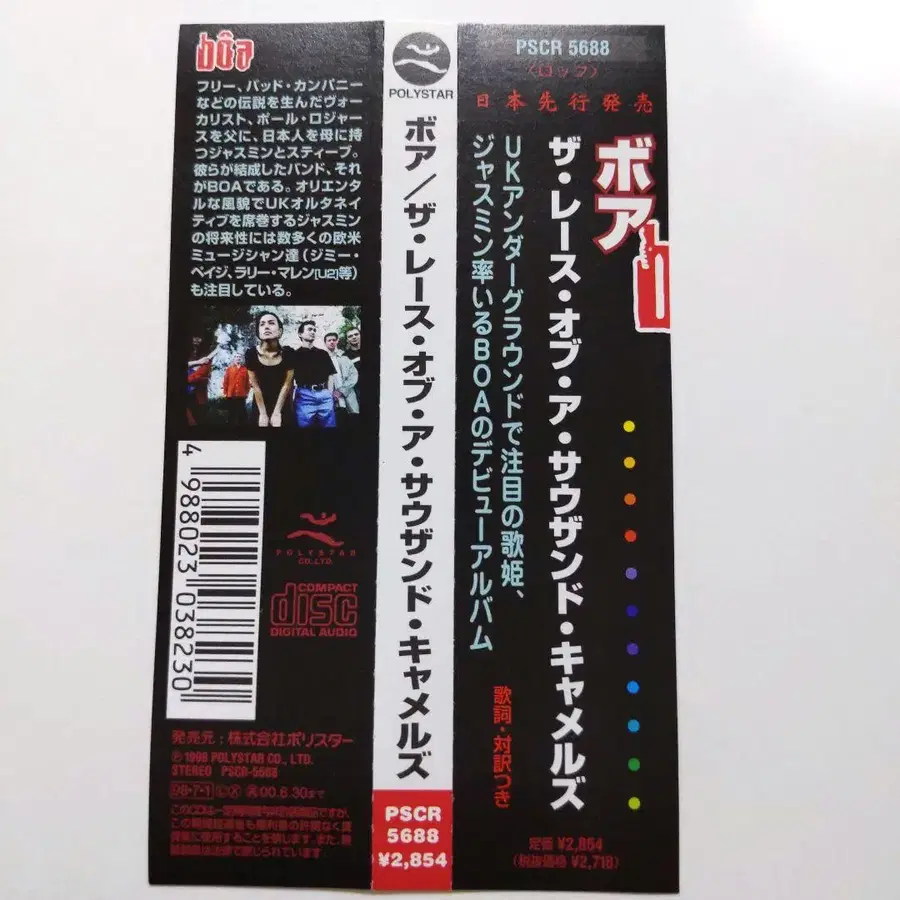 bôa
フリー、バッド・カンパニー
などの伝説を生んだヴォー
カリスト、ポール・ロジャー
スを父に、日本人を母に持
つジャスミンとスティーブ。
彼らが結成したバンド、それ
がBOAである。オリエンタ
ルな風貌でUKオルタネイ
ティブを席巻するジャスミン
の将来性には数多くの欧米
ミュージシャン達（ジミー・
ペイジ、ラリー・マレン[U2]等）
も注目している。
4 988023 038230
POLYSTAR
CO.,LTD.
COMPACT
disc
DIGITAL AUDIO
発売元：株式会社ポリスター
Ⓟ1998 POLYSTAR CO., LTD.
STEREO PSCR-5688
98・7・1 Ⓛ Ⓧ 再00.6.30まで
POLYSTAR
ボア／ザ・レース・オブ・ア・サウザンド・キャメルズ
PSCR
5688
¥2,854
PSCR 5688
〈ロック〉
日本先行発売
ボア
ザ・レース・オブ・ア・サウザンド・キャメルズ
UKアンダーグラウンドで注目の歌姫、
ジャスミン率いるBOAのデビューアルバム
歌詞・対訳つき
定価 ¥2,854
(税抜価格 ¥2,718)